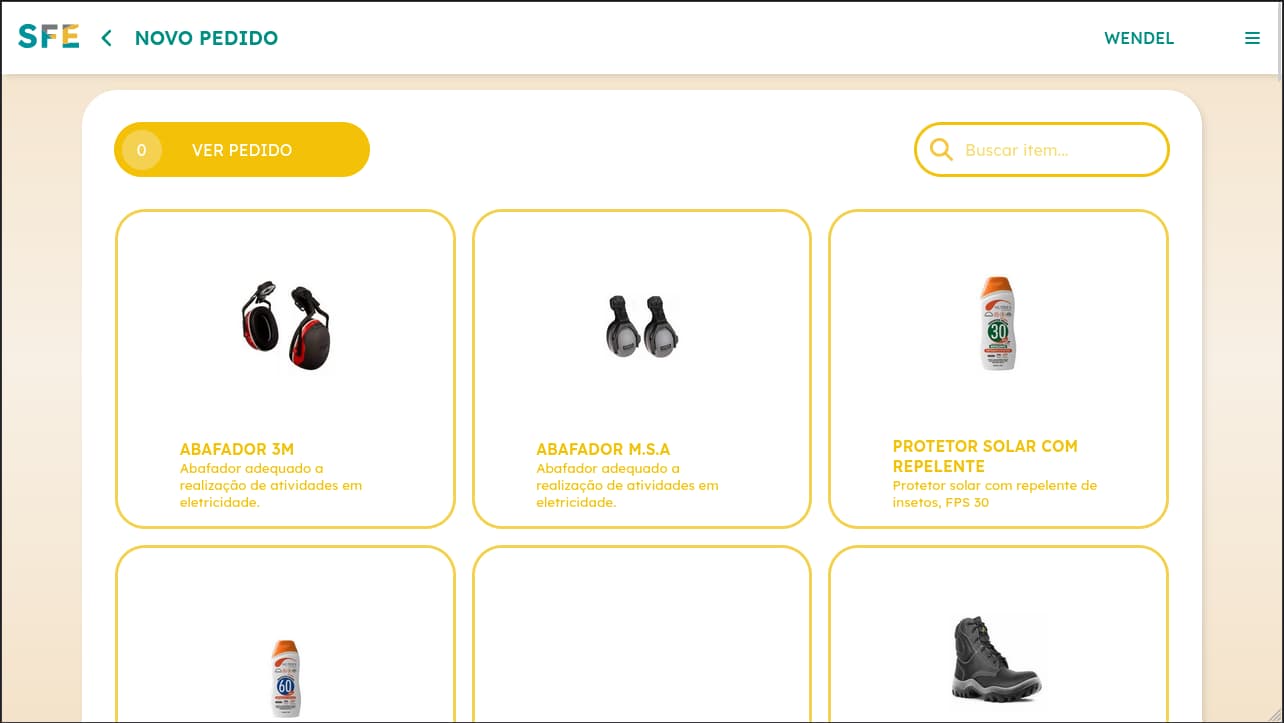 SFE
NOVO PEDIDO
WENDEL
0
VER PEDIDO
Buscar item...
ABAFADOR 3M
Abafador adequado a
realização de atividades em
eletricidade.
ABAFADOR M.S.A
Abafador adequado a
realização de atividades em
eletricidade.
30
PROTETOR SOLAR COM
REPELENTE
Protetor solar com repelente de
insetos, FPS 30
60